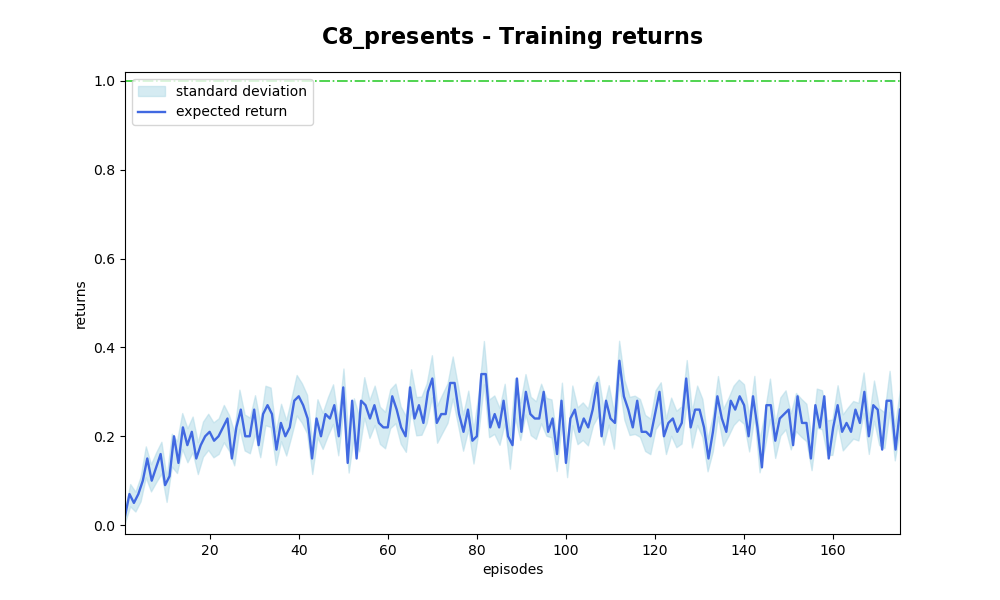 C8_presents - Training returns
1.0
0.8
0.6
0.4
0.2
0.0
returns
standard deviation
expected return
20 40 60 80 100 120 140 160
episodes